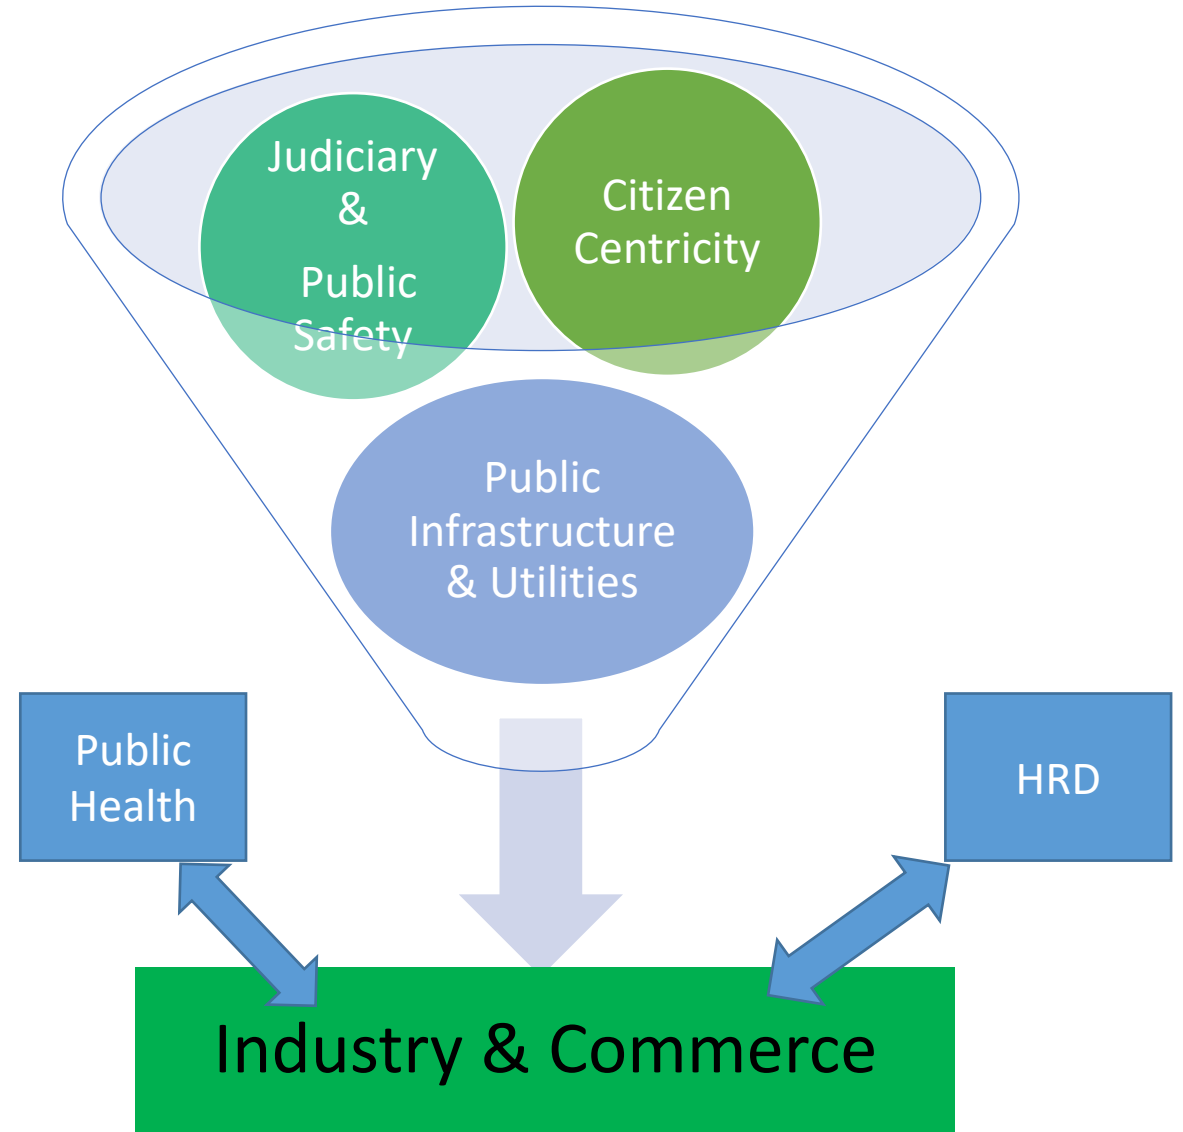 Judiciary
&
Public
Safety
Citizen
Centricity
Public
Infrastructure
& Utilities
Public
Health
HRD
Industry & Commerce